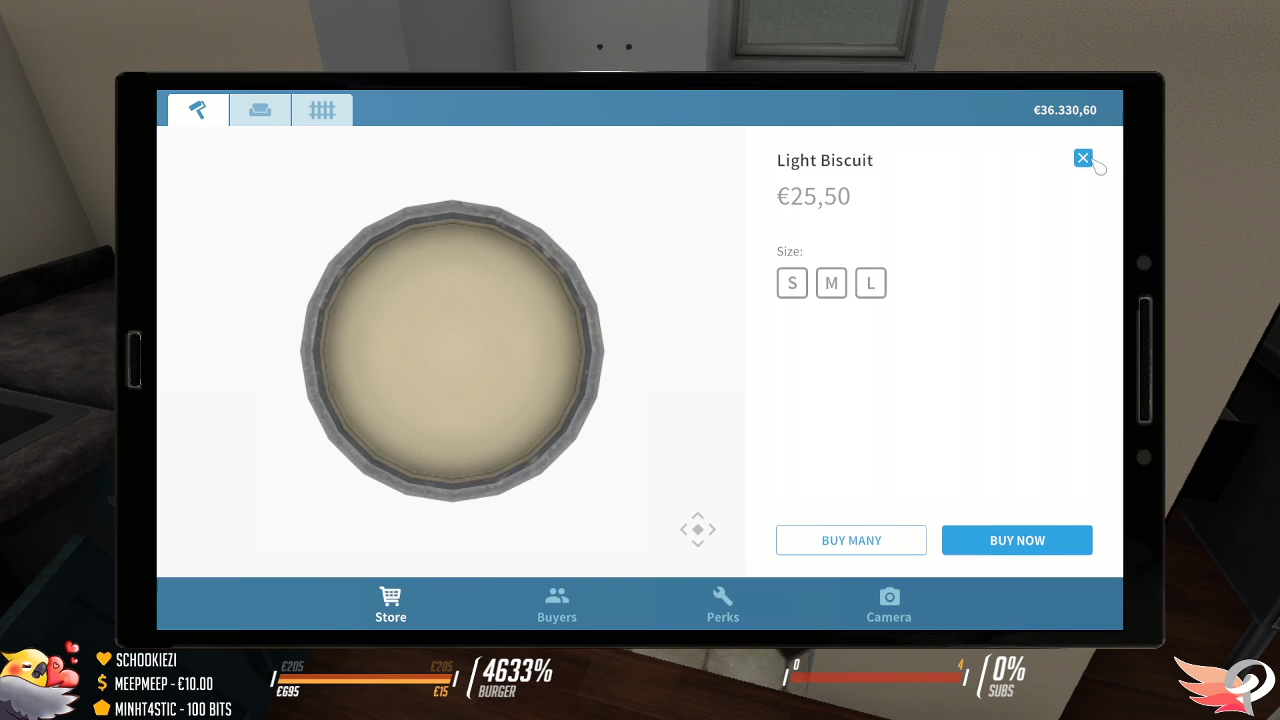 €36.330,60
Light Biscuit
€25,50
Size:
S M L
BUY MANY BUY NOW
Store Buyers Perks Camera
SCHOOKIEZI
MEEPMEEP - €10.00
MINHT4STIC - 100 BITS
€205 €205
€695 €15
4633%
BURGER
0 4
0%
SUBS